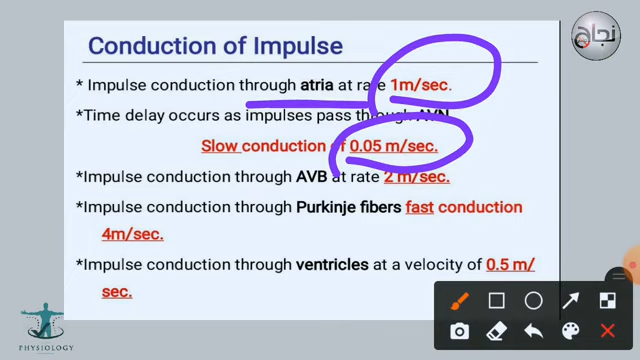 Conduction of Impulse
نجاح
* Impulse conduction through atria at rate 1m/sec.
*Time delay occurs as impulses pass through AVN
Slow conduction of 0.05 m/sec.
*Impulse conduction through AVB at rate 2 m/sec.
*Impulse conduction through Purkinje fibers fast conduction
4m/sec.
*Impulse conduction through ventricles at a velocity of 0.5 m/
sec.
PHYSIOLOGY